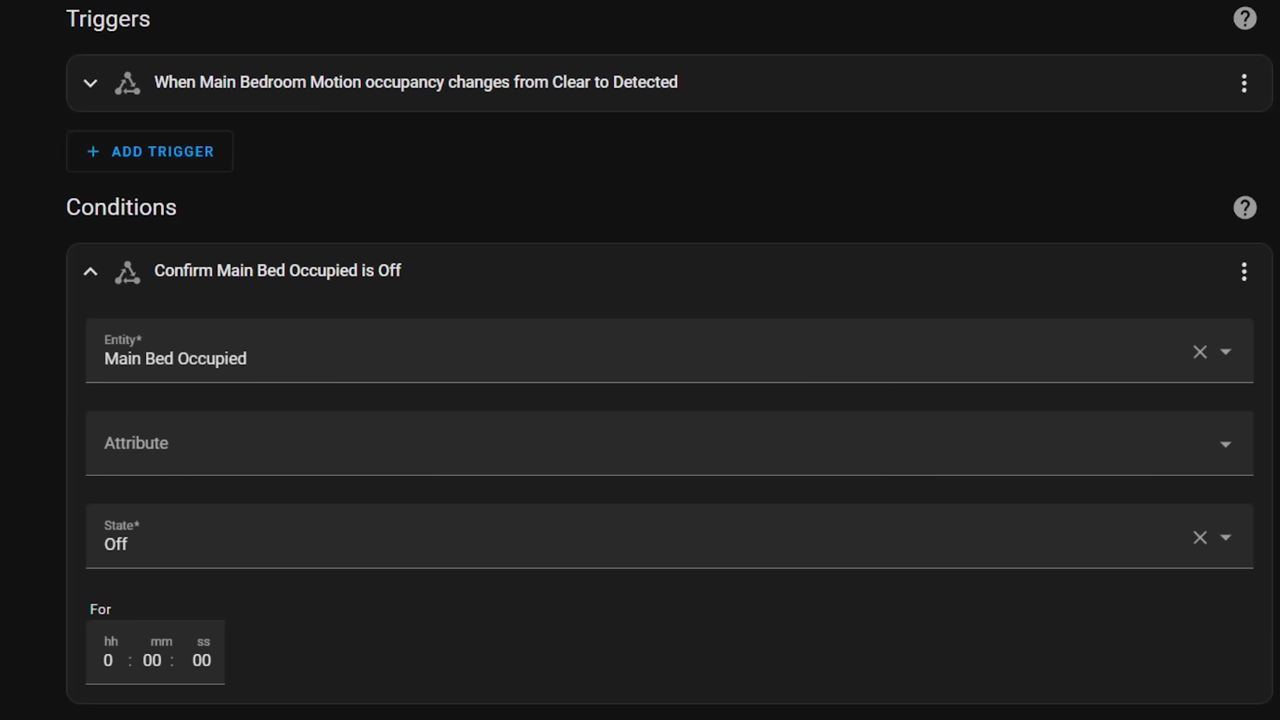 Triggers
When Main Bedroom Motion occupancy changes from Clear to Detected
+ ADD TRIGGER
Conditions
Confirm Main Bed Occupied is Off
Entity*
Main Bed Occupied
Attribute
State*
Off
For
hh mm ss
0 : 00 : 00